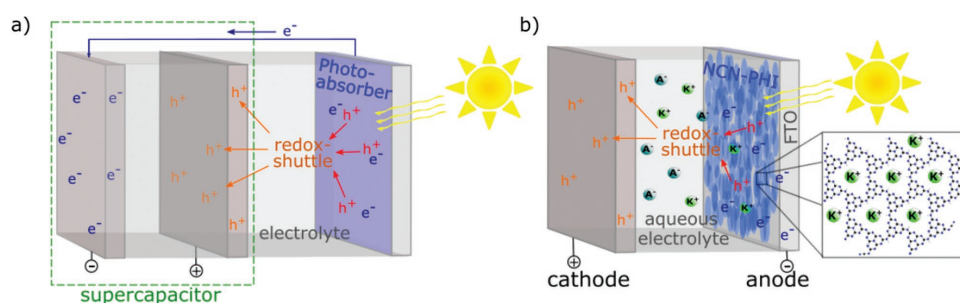 a)
e⁻
Photo-
absorber
e⁻
e⁻
h⁺
h⁺
e⁻
h⁺
e⁻
e⁻
h⁺
redox-
shuttle
h⁺
h⁺
e⁻
e⁻
e⁻
h⁺
h⁺
h⁺
e⁻
e⁻
e⁻
electrolyte
⊖
⊕
supercapacitor
b)
NCN-PHI
FTO
A⁻
K⁺
h⁺
h⁺
K⁺
A⁻
e⁻
h⁺
h⁺
redox-
shuttle
K⁺
e⁻
A⁻
K⁺
h⁺
A⁻
e⁻
K⁺
h⁺
h⁺
aqueous
electrolyte
e⁻
e⁻
K⁺
e⁻
⊕
⊖
cathode
anode
K⁺
K⁺
K⁺
K⁺
K⁺
K⁺
K⁺